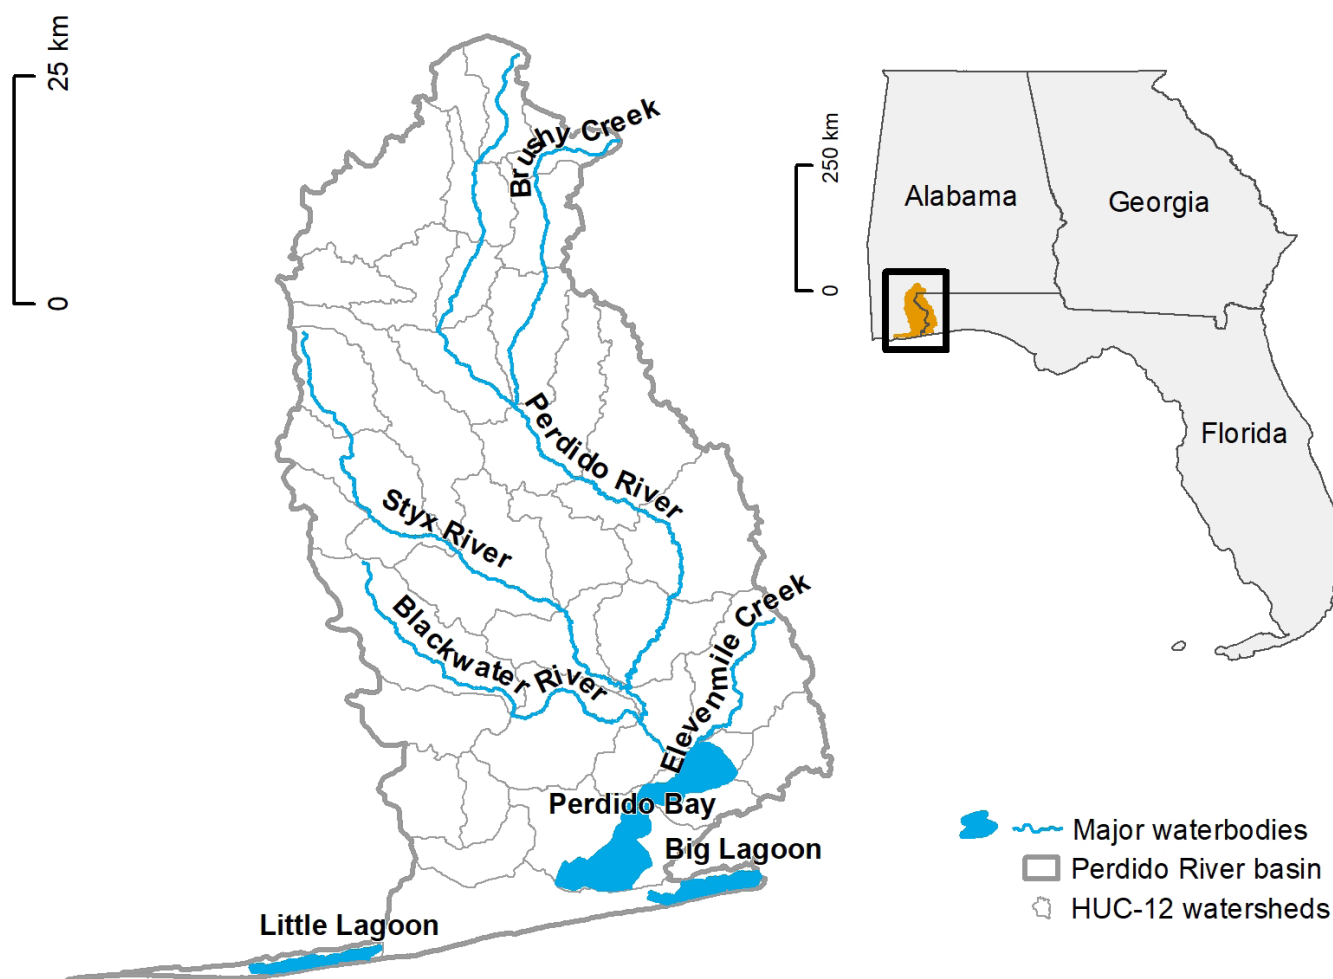 25 km
0
Brushy Creek
Perdido River
Styx River
Blackwater River
Elevenmile Creek
Perdido Bay
Big Lagoon
Little Lagoon
250 km
0
Alabama
Georgia
Florida
Major waterbodies
Perdido River basin
HUC-12 watersheds